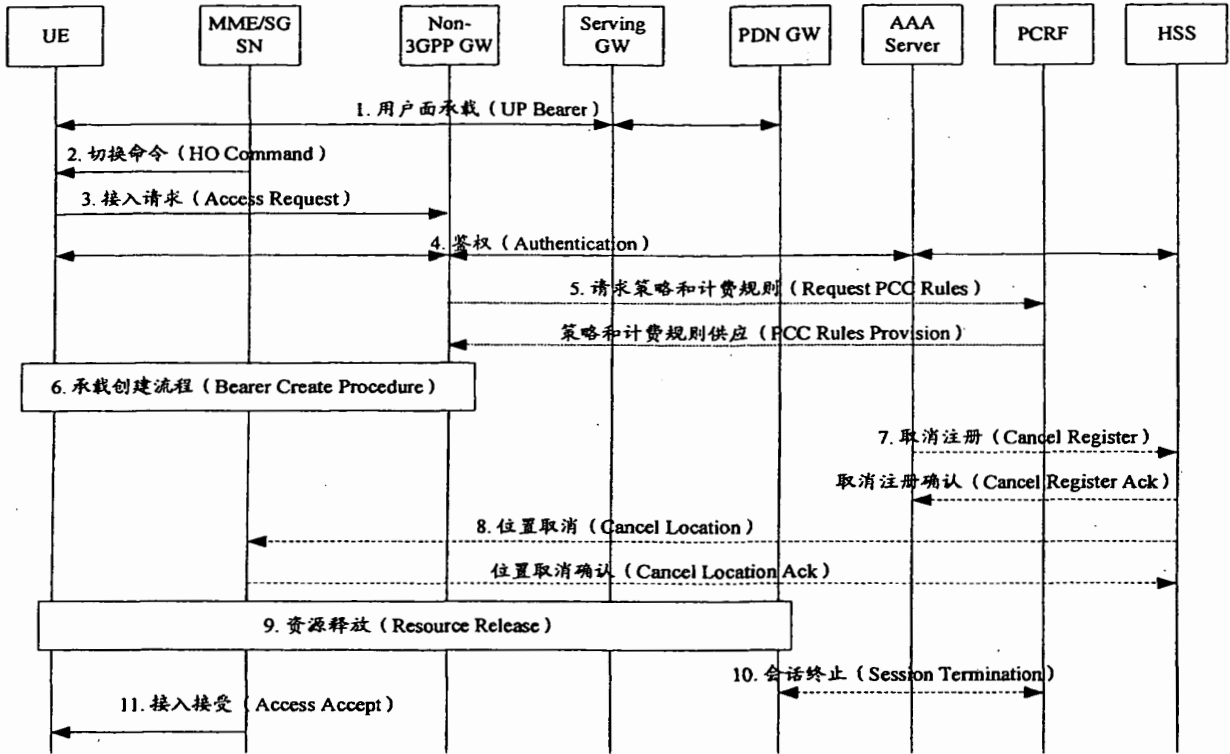 UE
MME/SG
SN
Non-
3GPP GW
Serving
GW
PDN GW
AAA
Server
PCRF
HSS
1. 用户面承载（UP Bearer）
2. 切换命令（HO Command）
3. 接入请求（Access Request）
4. 鉴权（Authentication）
5. 请求策略和计费规则（Request PCC Rules）
策略和计费规则供应（PCC Rules Provision）
6. 承载创建流程（Bearer Create Procedure）
7. 取消注册（Cancel Register）
取消注册确认（Cancel Register Ack）
8. 位置取消（Cancel Location）
位置取消确认（Cancel Location Ack）
9. 资源释放（Resource Release）
10. 会话终止（Session Termination）
11. 接入接受（Access Accept）